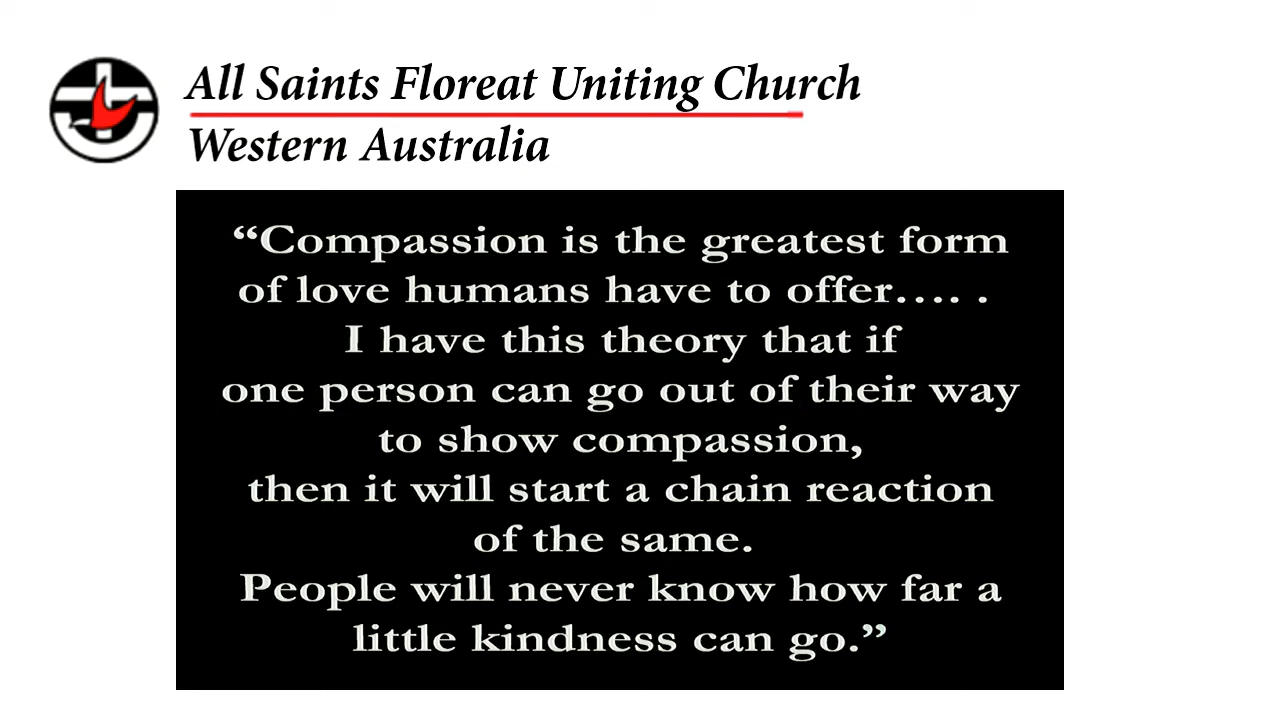 All Saints Floreat Uniting Church
Western Australia
“Compassion is the greatest form
of love humans have to offer…. .
I have this theory that if
one person can go out of their way
to show compassion,
then it will start a chain reaction
of the same.
People will never know how far a
little kindness can go.”